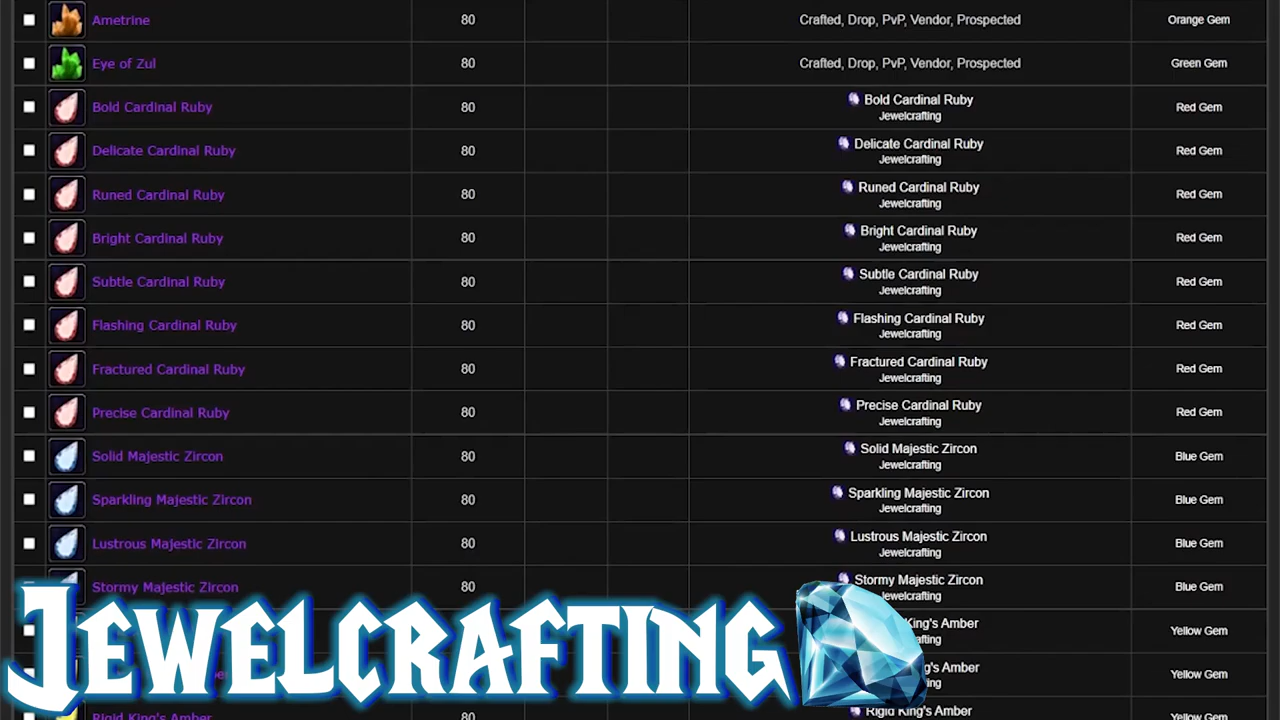 Ametrine 80 Crafted, Drop, PvP, Vendor, Prospected Orange Gem
Eye of Zul 80 Crafted, Drop, PvP, Vendor, Prospected Green Gem
Bold Cardinal Ruby 80 Bold Cardinal Ruby Red Gem
Jewelcrafting
Delicate Cardinal Ruby 80 Delicate Cardinal Ruby Red Gem
Jewelcrafting
Runed Cardinal Ruby 80 Runed Cardinal Ruby Red Gem
Jewelcrafting
Bright Cardinal Ruby 80 Bright Cardinal Ruby Red Gem
Jewelcrafting
Subtle Cardinal Ruby 80 Subtle Cardinal Ruby Red Gem
Jewelcrafting
Flashing Cardinal Ruby 80 Flashing Cardinal Ruby Red Gem
Jewelcrafting
Fractured Cardinal Ruby 80 Fractured Cardinal Ruby Red Gem
Jewelcrafting
Precise Cardinal Ruby 80 Precise Cardinal Ruby Red Gem
Jewelcrafting
Solid Majestic Zircon 80 Solid Majestic Zircon Blue Gem
Jewelcrafting
Sparkling Majestic Zircon 80 Sparkling Majestic Zircon Blue Gem
Jewelcrafting
Lustrous Majestic Zircon 80 Lustrous Majestic Zircon Blue Gem
Jewelcrafting
Stormy Majestic Zircon 80 Stormy Majestic Zircon Blue Gem
Jewelcrafting
King's Amber Yellow Gem
Amber Yellow Gem
Rigid King's Amber 80 Rigid King's Amber Yellow Gem
JEWELCRAFTING